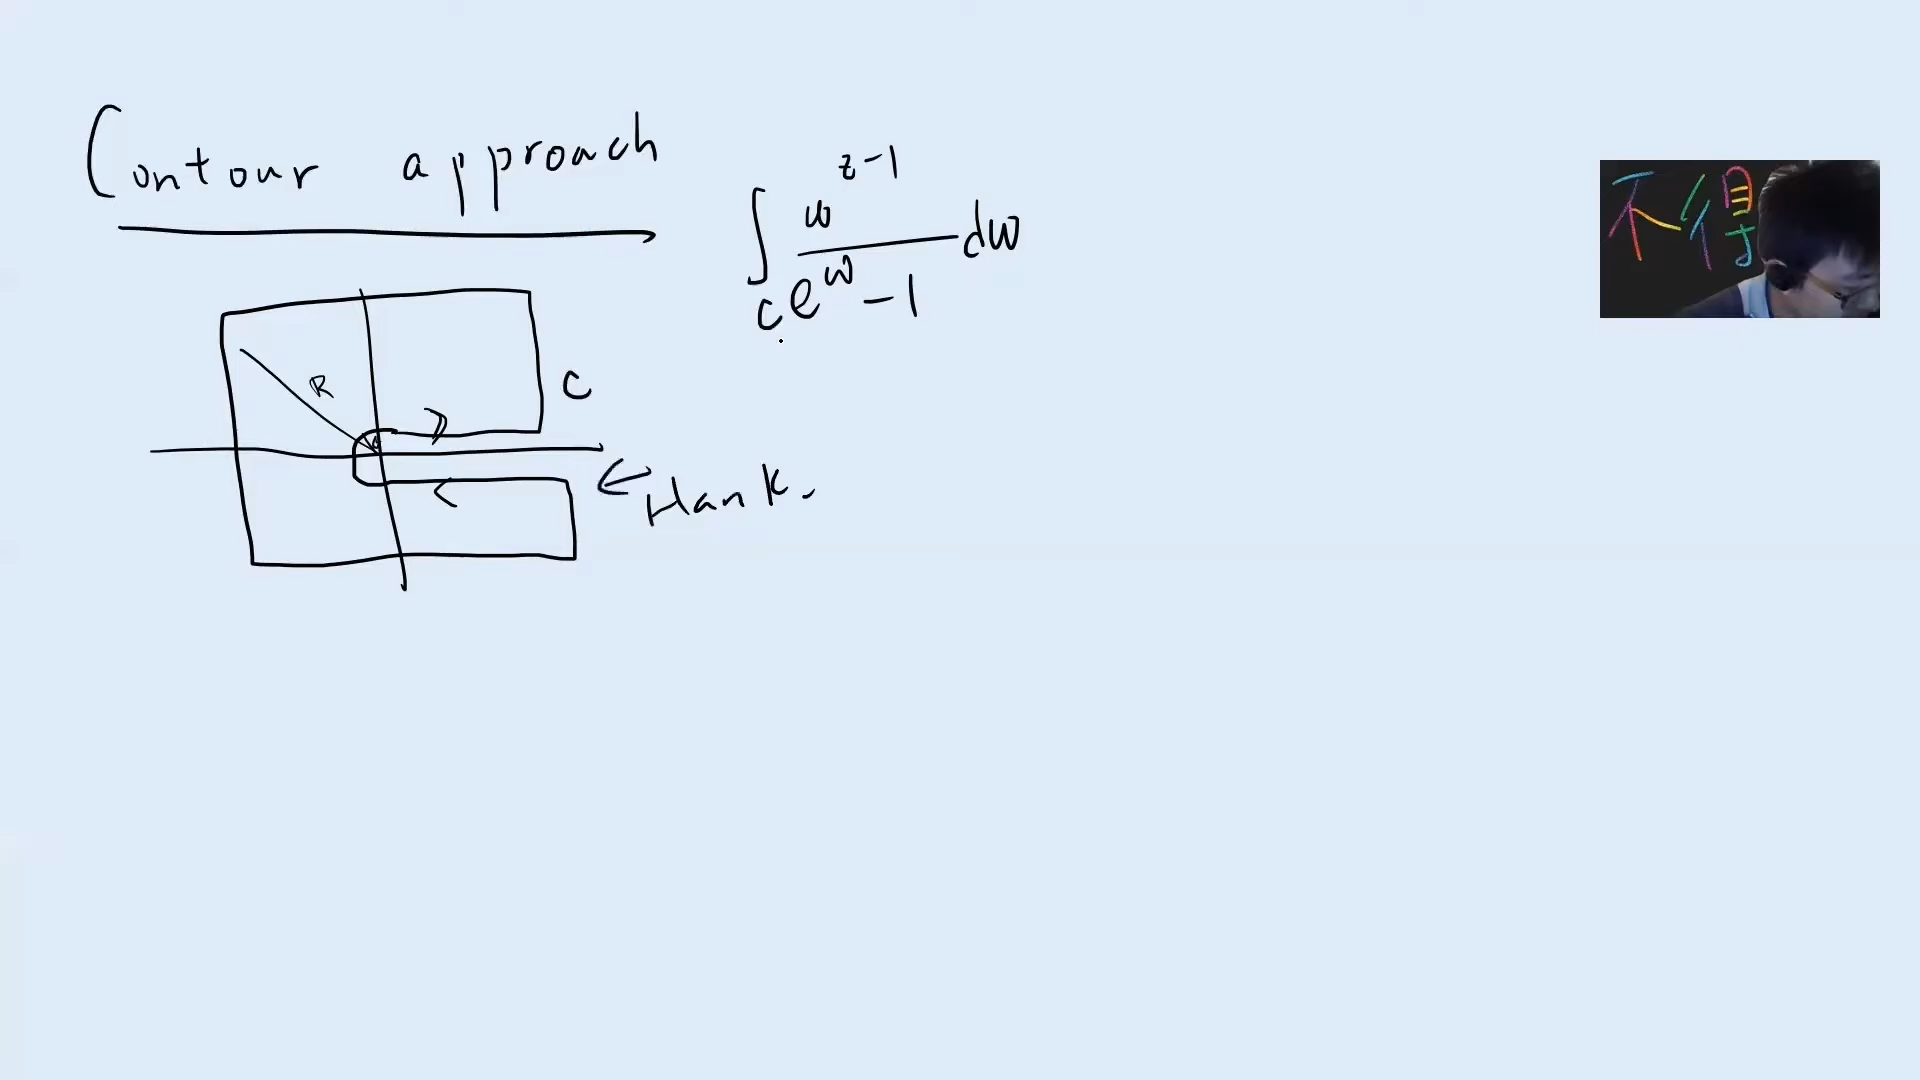 Contour approach
∫_C w^{z-1} / (e^w - 1) dw
R
C
Hank.
不得